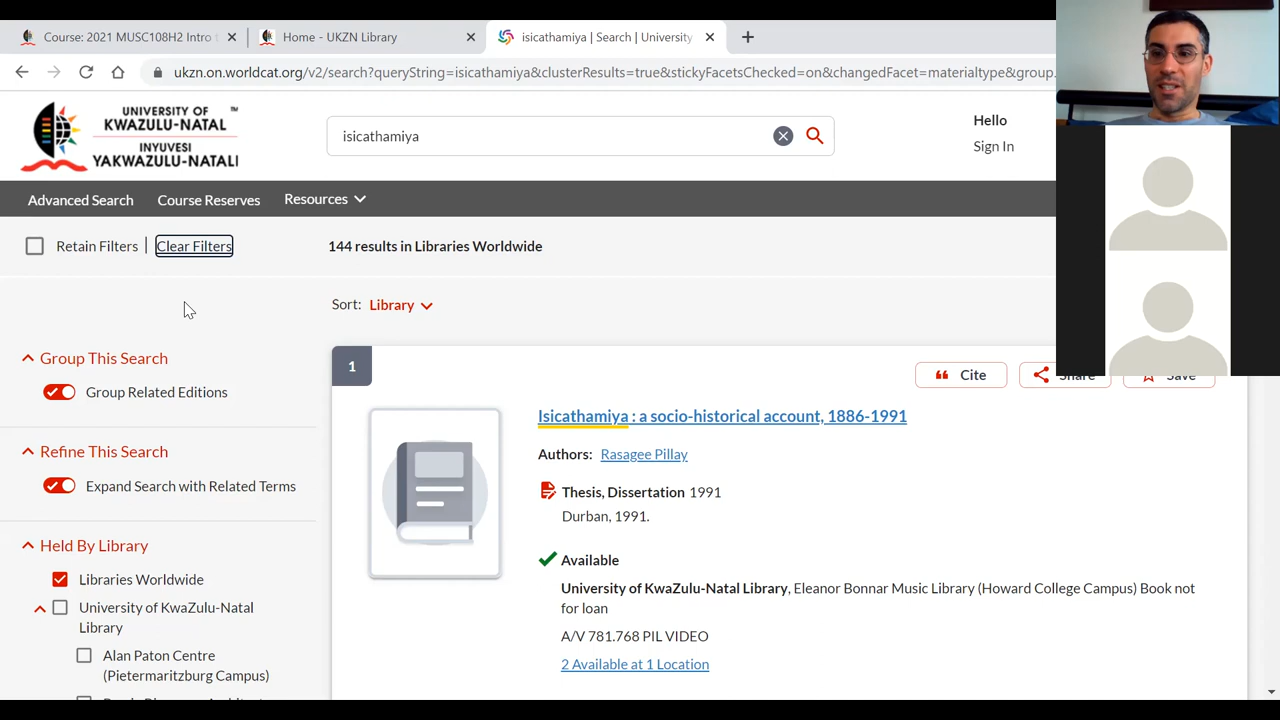 Course: 2021 MUSC108H2 Intro
Home - UKZN Library
isicathamiya | Search | University
ukzn.on.worldcat.org/v2/search?queryString=isicathamiya&clusterResults=true&stickyFacetsChecked=on&changedFacet=materialtype&group.
UNIVERSITY OF ™
KWAZULU-NATAL
INYUVESI
YAKWAZULU-NATALI
isicathamiya
Hello
Sign In
Advanced Search
Course Reserves
Resources
Retain Filters | Clear Filters
144 results in Libraries Worldwide
Sort: Library
Group This Search
Group Related Editions
Refine This Search
Expand Search with Related Terms
Held By Library
Libraries Worldwide
University of KwaZulu-Natal
Library
Alan Paton Centre
(Pietermaritzburg Campus)
1
Cite
Share
Save
Isicathamiya : a socio-historical account, 1886-1991
Authors: Rasagee Pillay
Thesis, Dissertation 1991
Durban, 1991.
Available
University of KwaZulu-Natal Library, Eleanor Bonnar Music Library (Howard College Campus) Book not
for loan
A/V 781.768 PIL VIDEO
2 Available at 1 Location